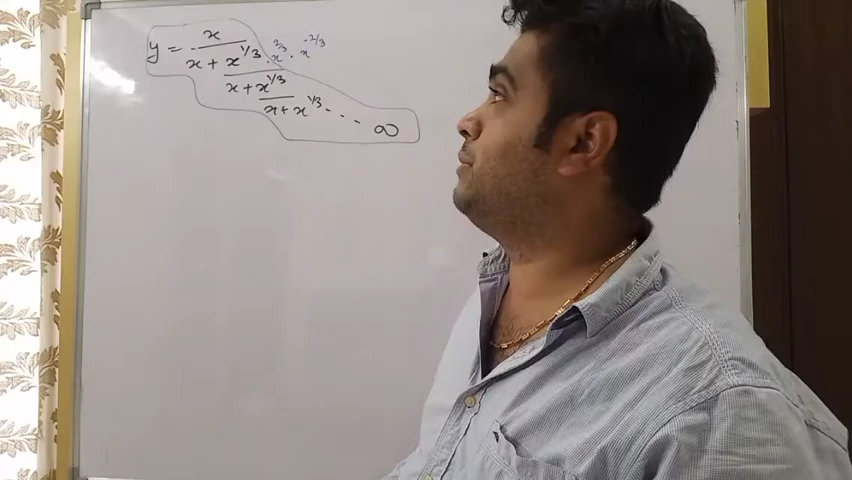 y = x
x + x^1/3 · x^2/3 · x^-2/3
x + x^1/3
x + x^1/3 - - - - ∞